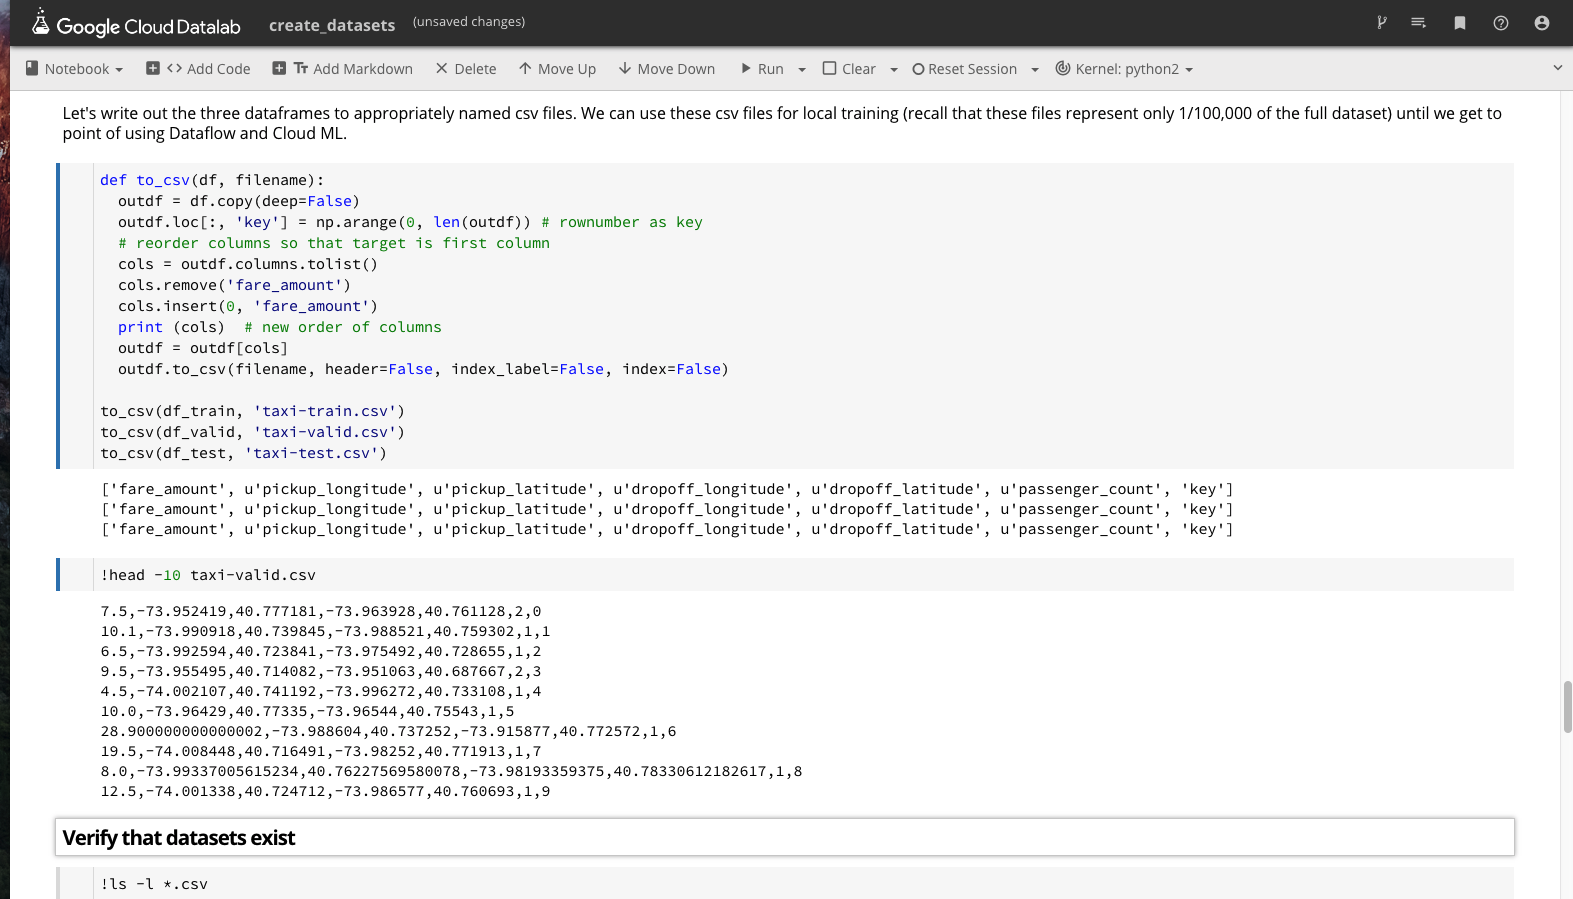 Google Cloud Datalab create_datasets (unsaved changes)
Notebook Add Code Add Markdown Delete Move Up Move Down Run Clear Reset Session Kernel: python2
Let's write out the three dataframes to appropriately named csv files. We can use these csv files for local training (recall that these files represent only 1/100,000 of the full dataset) until we get to
point of using Dataflow and Cloud ML.
def to_csv(df, filename):
  outdf = df.copy(deep=False)
  outdf.loc[:, 'key'] = np.arange(0, len(outdf)) # rownumber as key
  # reorder columns so that target is first column
  cols = outdf.columns.tolist()
  cols.remove('fare_amount')
  cols.insert(0, 'fare_amount')
  print (cols)  # new order of columns
  outdf = outdf[cols]
  outdf.to_csv(filename, header=False, index_label=False, index=False)
to_csv(df_train, 'taxi-train.csv')
to_csv(df_valid, 'taxi-valid.csv')
to_csv(df_test, 'taxi-test.csv')
['fare_amount', u'pickup_longitude', u'pickup_latitude', u'dropoff_longitude', u'dropoff_latitude', u'passenger_count', 'key']
['fare_amount', u'pickup_longitude', u'pickup_latitude', u'dropoff_longitude', u'dropoff_latitude', u'passenger_count', 'key']
['fare_amount', u'pickup_longitude', u'pickup_latitude', u'dropoff_longitude', u'dropoff_latitude', u'passenger_count', 'key']
!head -10 taxi-valid.csv
7.5,-73.952419,40.777181,-73.963928,40.761128,2,0
10.1,-73.990918,40.739845,-73.988521,40.759302,1,1
6.5,-73.992594,40.723841,-73.975492,40.728655,1,2
9.5,-73.955495,40.714082,-73.951063,40.687667,2,3
4.5,-74.002107,40.741192,-73.996272,40.733108,1,4
10.0,-73.96429,40.77335,-73.96544,40.75543,1,5
28.900000000000002,-73.988604,40.737252,-73.915877,40.772572,1,6
19.5,-74.008448,40.716491,-73.98252,40.771913,1,7
8.0,-73.99337005615234,40.76227569580078,-73.98193359375,40.78330612182617,1,8
12.5,-74.001338,40.724712,-73.986577,40.760693,1,9
Verify that datasets exist
!ls -l *.csv